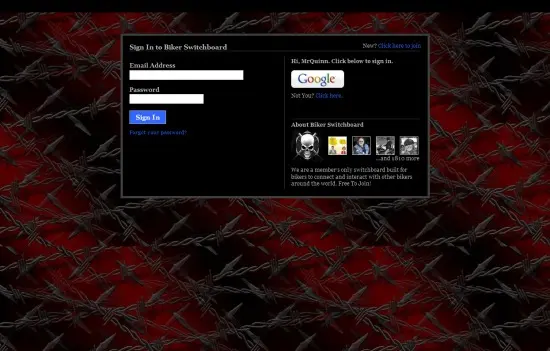 Sign In to Biker Switchboard
New? Click here to join
Email Address
Password
Sign In
Forgot your password?
Hi, MrQuinn. Click below to sign in.
Google
Not You? Click here.
About Biker Switchboard
...and 1810 more
We are a member's only switchboard built for
bikers to connect and interact with other bikers
around the world. Free To Join!